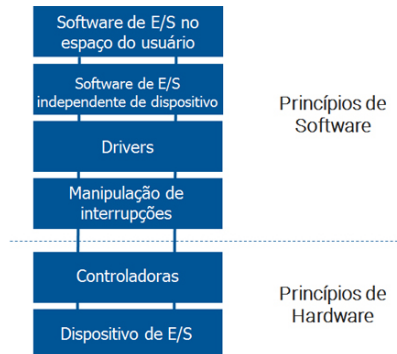 Software de E/S no
espaço do usuário
Software de E/S
independente de dispositivo
Drivers
Manipulação de
interrupções
Controladoras
Dispositivo de E/S
Princípios de
Software
Princípios de
Hardware